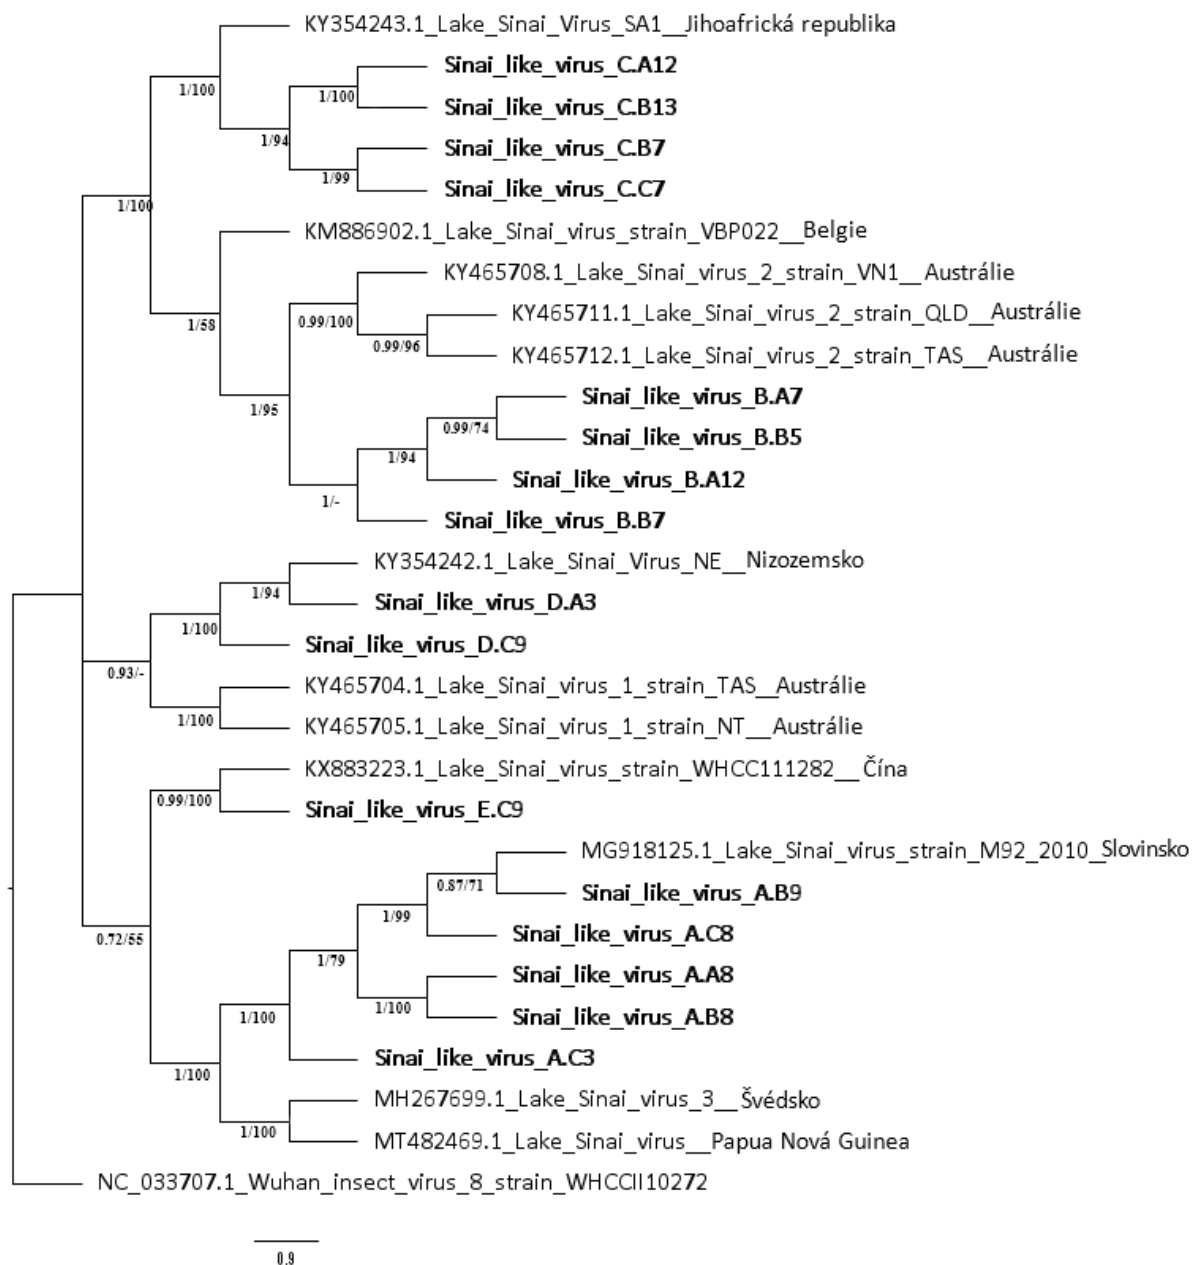 KY354243.1_Lake_Sinai_Virus_SA1__Jihoafrická republika
Sinai_like_virus_C.A12
1/100
1/100
Sinai_like_virus_C.B13
1/94
Sinai_like_virus_C.B7
1/99
Sinai_like_virus_C.C7
1/100
KM886902.1_Lake_Sinai_virus_strain_VBP022__Belgie
KY465708.1_Lake_Sinai_virus_2_strain_VN1__Austrálie
KY465711.1_Lake_Sinai_virus_2_strain_QLD__Austrálie
1/58
0.99/100
0.99/96
KY465712.1_Lake_Sinai_virus_2_strain_TAS__Austrálie
Sinai_like_virus_B.A7
1/95
0.99/74
Sinai_like_virus_B.B5
1/94
Sinai_like_virus_B.A12
1/-
Sinai_like_virus_B.B7
KY354242.1_Lake_Sinai_Virus_NE__Nizozemsko
1/94
Sinai_like_virus_D.A3
1/100
Sinai_like_virus_D.C9
0.93/-
KY465704.1_Lake_Sinai_virus_1_strain_TAS__Austrálie
1/100
KY465705.1_Lake_Sinai_virus_1_strain_NT__Austrálie
KX883223.1_Lake_Sinai_virus_strain_WHCC111282__Čína
0.99/100
Sinai_like_virus_E.C9
MG918125.1_Lake_Sinai_virus_strain_M92_2010_Slovinsko
0.87/71
Sinai_like_virus_A.B9
1/99
Sinai_like_virus_A.C8
0.72/55
1/79
Sinai_like_virus_A.A8
1/100
Sinai_like_virus_A.B8
1/100
Sinai_like_virus_A.C3
1/100
MH267699.1_Lake_Sinai_virus_3__Švédsko
1/100
MT482469.1_Lake_Sinai_virus__Papua Nová Guinea
NC_033707.1_Wuhan_insect_virus_8_strain_WHCCII10272
0.9